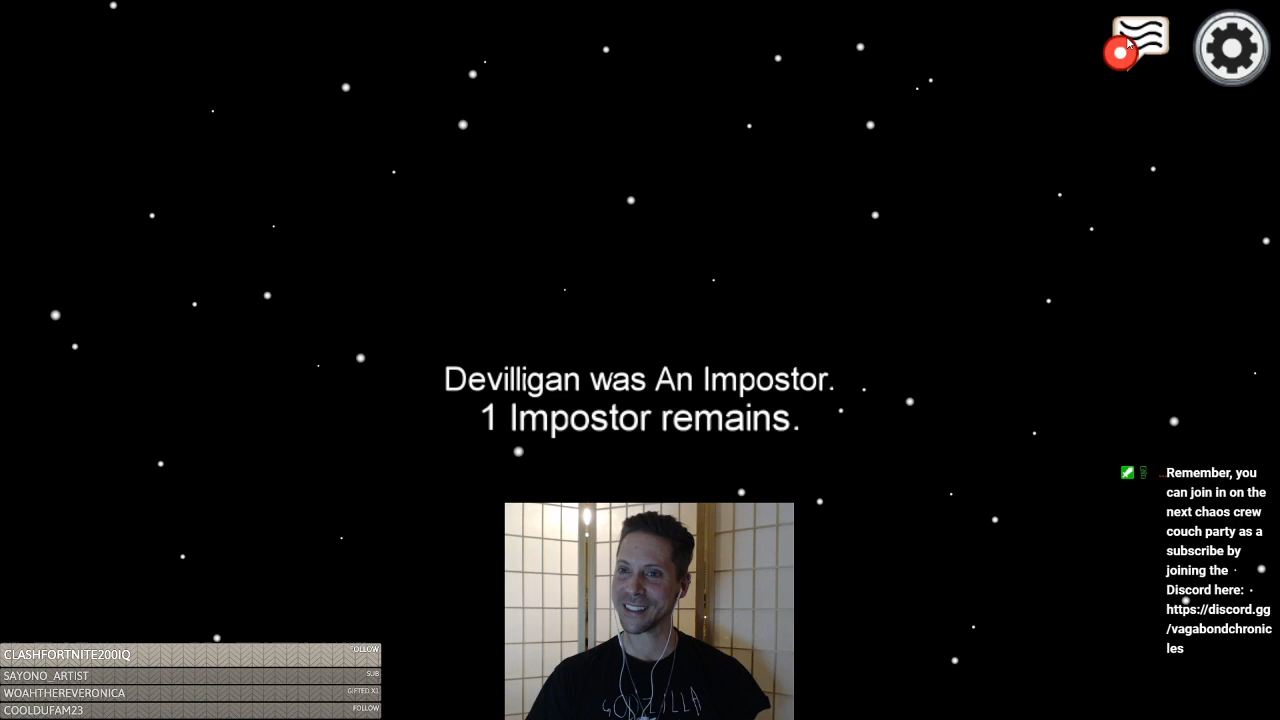 Devilligan was An Impostor.
1 Impostor remains.
Remember, you
can join in on the
next chaos crew
couch party as a
subscribe by
joining the
Discord here:
https://discord.gg
/vagabondchronic
les
CLASHFORTNITE200IQ FOLLOW
SAYONO_ARTIST SUB
WOAHTHEREVERONICA GIFTED X1
COOLDUFAM23 FOLLOW
GODZILLA